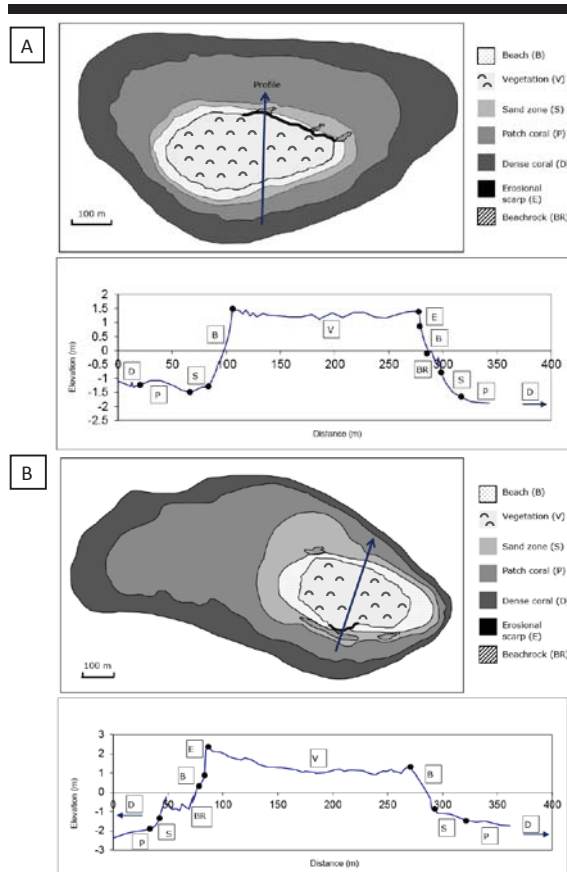 A
Profile
100 m
Beach (B)
Vegetation (V)
Sand zone (S)
Patch coral (P)
Dense coral (D)
Erosional
scarp (E)
Beachrock (BR)
Elevation (m)
2
1.5
1
0.5
0
-0.5
-1
-1.5
-2
-2.5
D
P
S
B
V
E
B
BR
S
P
D
0 50 100 150 200 250 300 350 400
Distance (m)
B
100 m
Beach (B)
Vegetation (V)
Sand zone (S)
Patch coral (P)
Dense coral (D)
Erosional
scarp (E)
Beachrock (BR)
Elevation (m)
3
2
1
0
-1
-2
-3
D
P
S
B
E
BR
V
B
S
P
D
0 50 100 150 200 250 300 350 400
Distance (m)